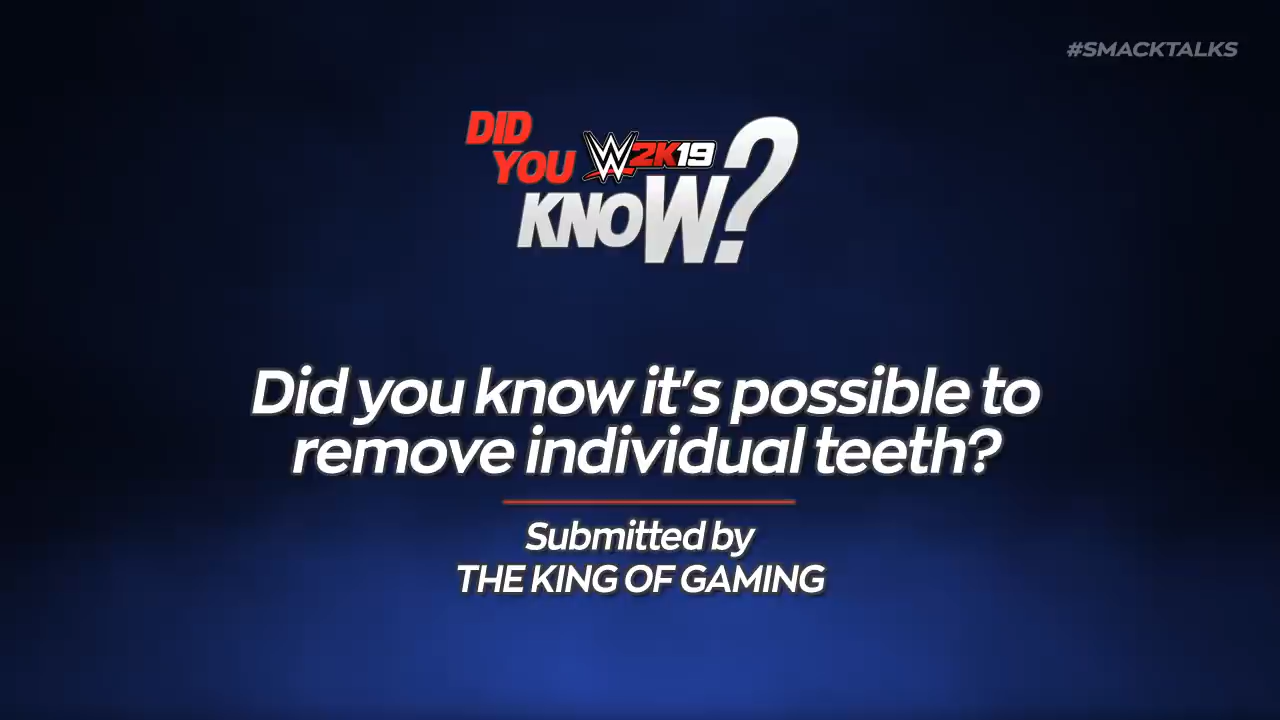 #SMACKTALKS
DID
YOU W 2K19
KNOW?
Did you know it's possible to
remove individual teeth?
Submitted by
THE KING OF GAMING